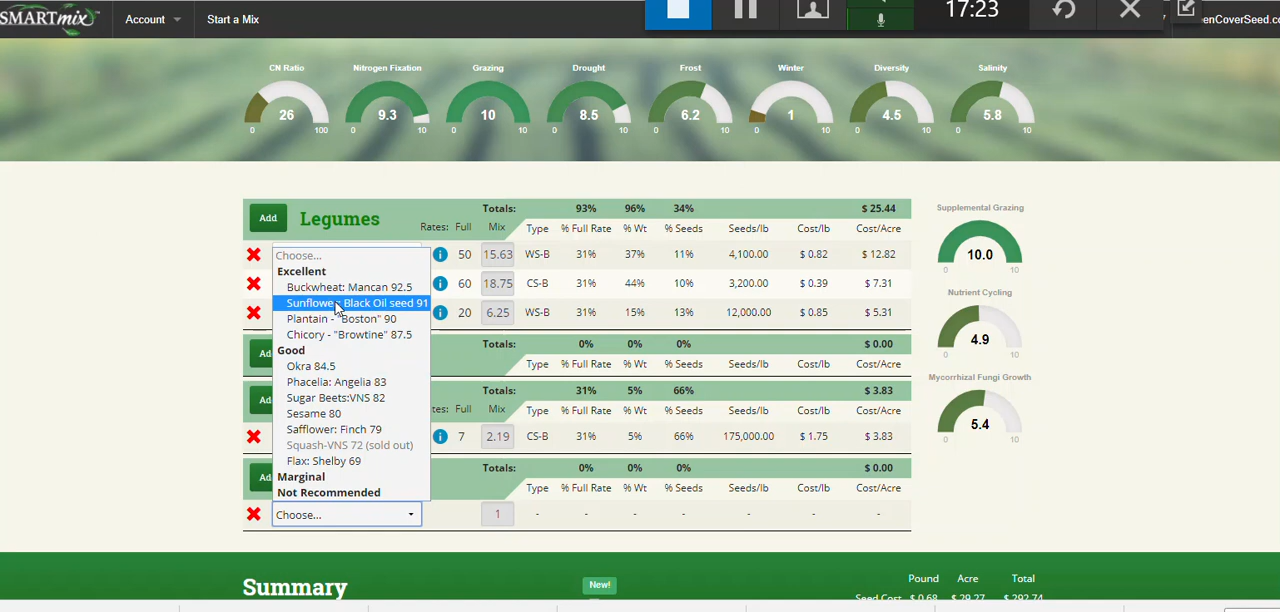 SMARTmix
Account
Start a Mix
17:23
enCoverSeed.co
CN Ratio
Nitrogen Fixation
Grazing
Drought
Frost
Winter
Diversity
Salinity
26
9.3
10
8.5
6.2
1
4.5
5.8
0 100
0 10
0 10
0 10
0 10
0 10
0 10
0 10
Add
Legumes
Totals: 93% 96% 34% $ 25.44
Rates: Full Mix Type % Full Rate % Wt % Seeds Seeds/lb Cost/lb Cost/Acre
50 15.63 WS-B 31% 37% 11% 4,100.00 $ 0.82 $ 12.82
60 18.75 CS-B 31% 44% 10% 3,200.00 $ 0.39 $ 7.31
20 6.25 WS-B 31% 15% 13% 12,000.00 $ 0.85 $ 5.31
Ad
Totals: 0% 0% 0% $ 0.00
Ad
Totals: 31% 5% 66% $ 3.83
tes: Full Mix Type % Full Rate % Wt % Seeds Seeds/lb Cost/lb Cost/Acre
7 2.19 CS-B 31% 5% 66% 175,000.00 $ 1.75 $ 3.83
Ad
Totals: 0% 0% 0% $ 0.00
Mix Type % Full Rate % Wt % Seeds Seeds/lb Cost/lb Cost/Acre
Choose... 1 - - - - - - -
Choose...
Excellent
Buckwheat: Mancan 92.5
Sunflower: Black Oil seed 91
Plantain - "Boston" 90
Chicory - "Browtine" 87.5
Good
Okra 84.5
Phacelia: Angelia 83
Sugar Beets:VNS 82
Sesame 80
Safflower: Finch 79
Squash-VNS 72 (sold out)
Flax: Shelby 69
Marginal
Not Recommended
Supplemental Grazing
10.0
0 10
Nutrient Cycling
4.9
0 10
Mycorrhizal Fungi Growth
5.4
0 10
Summary
New!
Pound Acre Total
Seed Cost $ 0.68 $ 29.27 $ 292.74